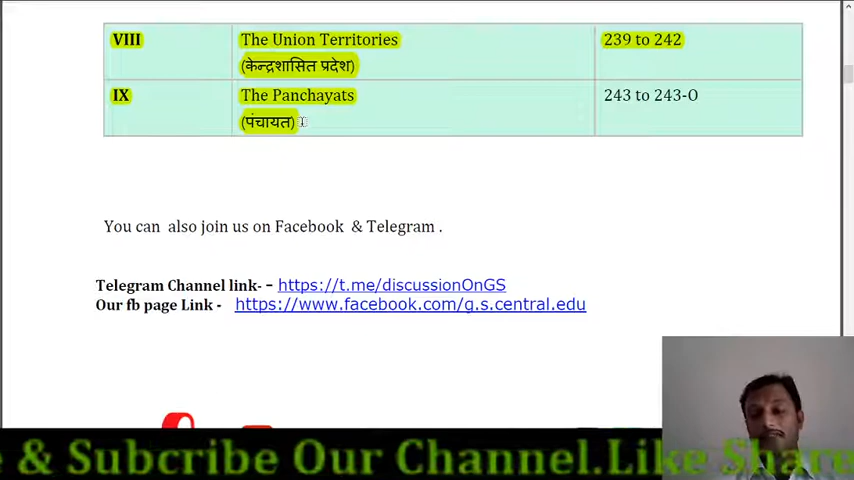 VIII The Union Territories 239 to 242
(केन्द्रशासित प्रदेश)
IX The Panchayats 243 to 243-O
(पंचायत)
You can also join us on Facebook & Telegram .
Telegram Channel link- – https://t.me/discussionOnGS
Our fb page Link - https://www.facebook.com/g.s.central.edu
e & Subcribe Our Channel.Like Share